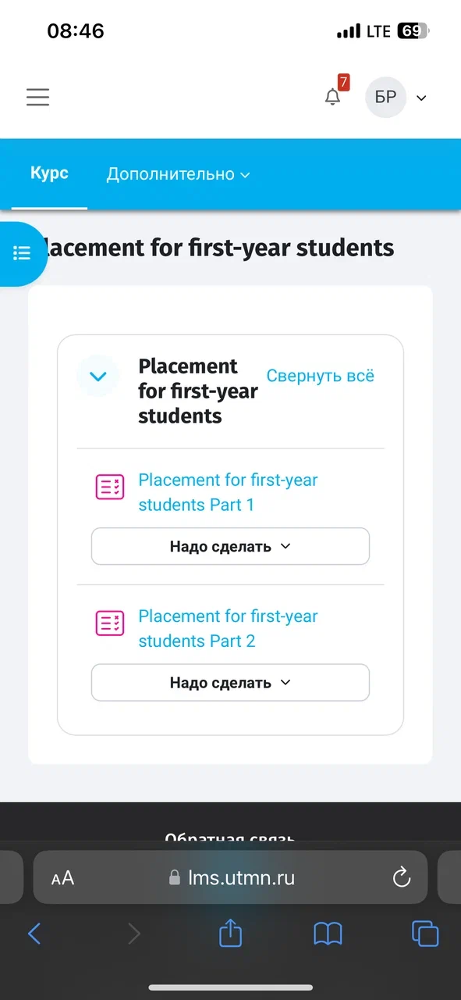 08:46
LTE 69
7
БР
Курс
Дополнительно
lacement for first-year students
Placement
for first-year
students
Свернуть всё
Placement for first-year
students Part 1
Надо сделать
Placement for first-year
students Part 2
Надо сделать
Обратная связь
AA
lms.utmn.ru